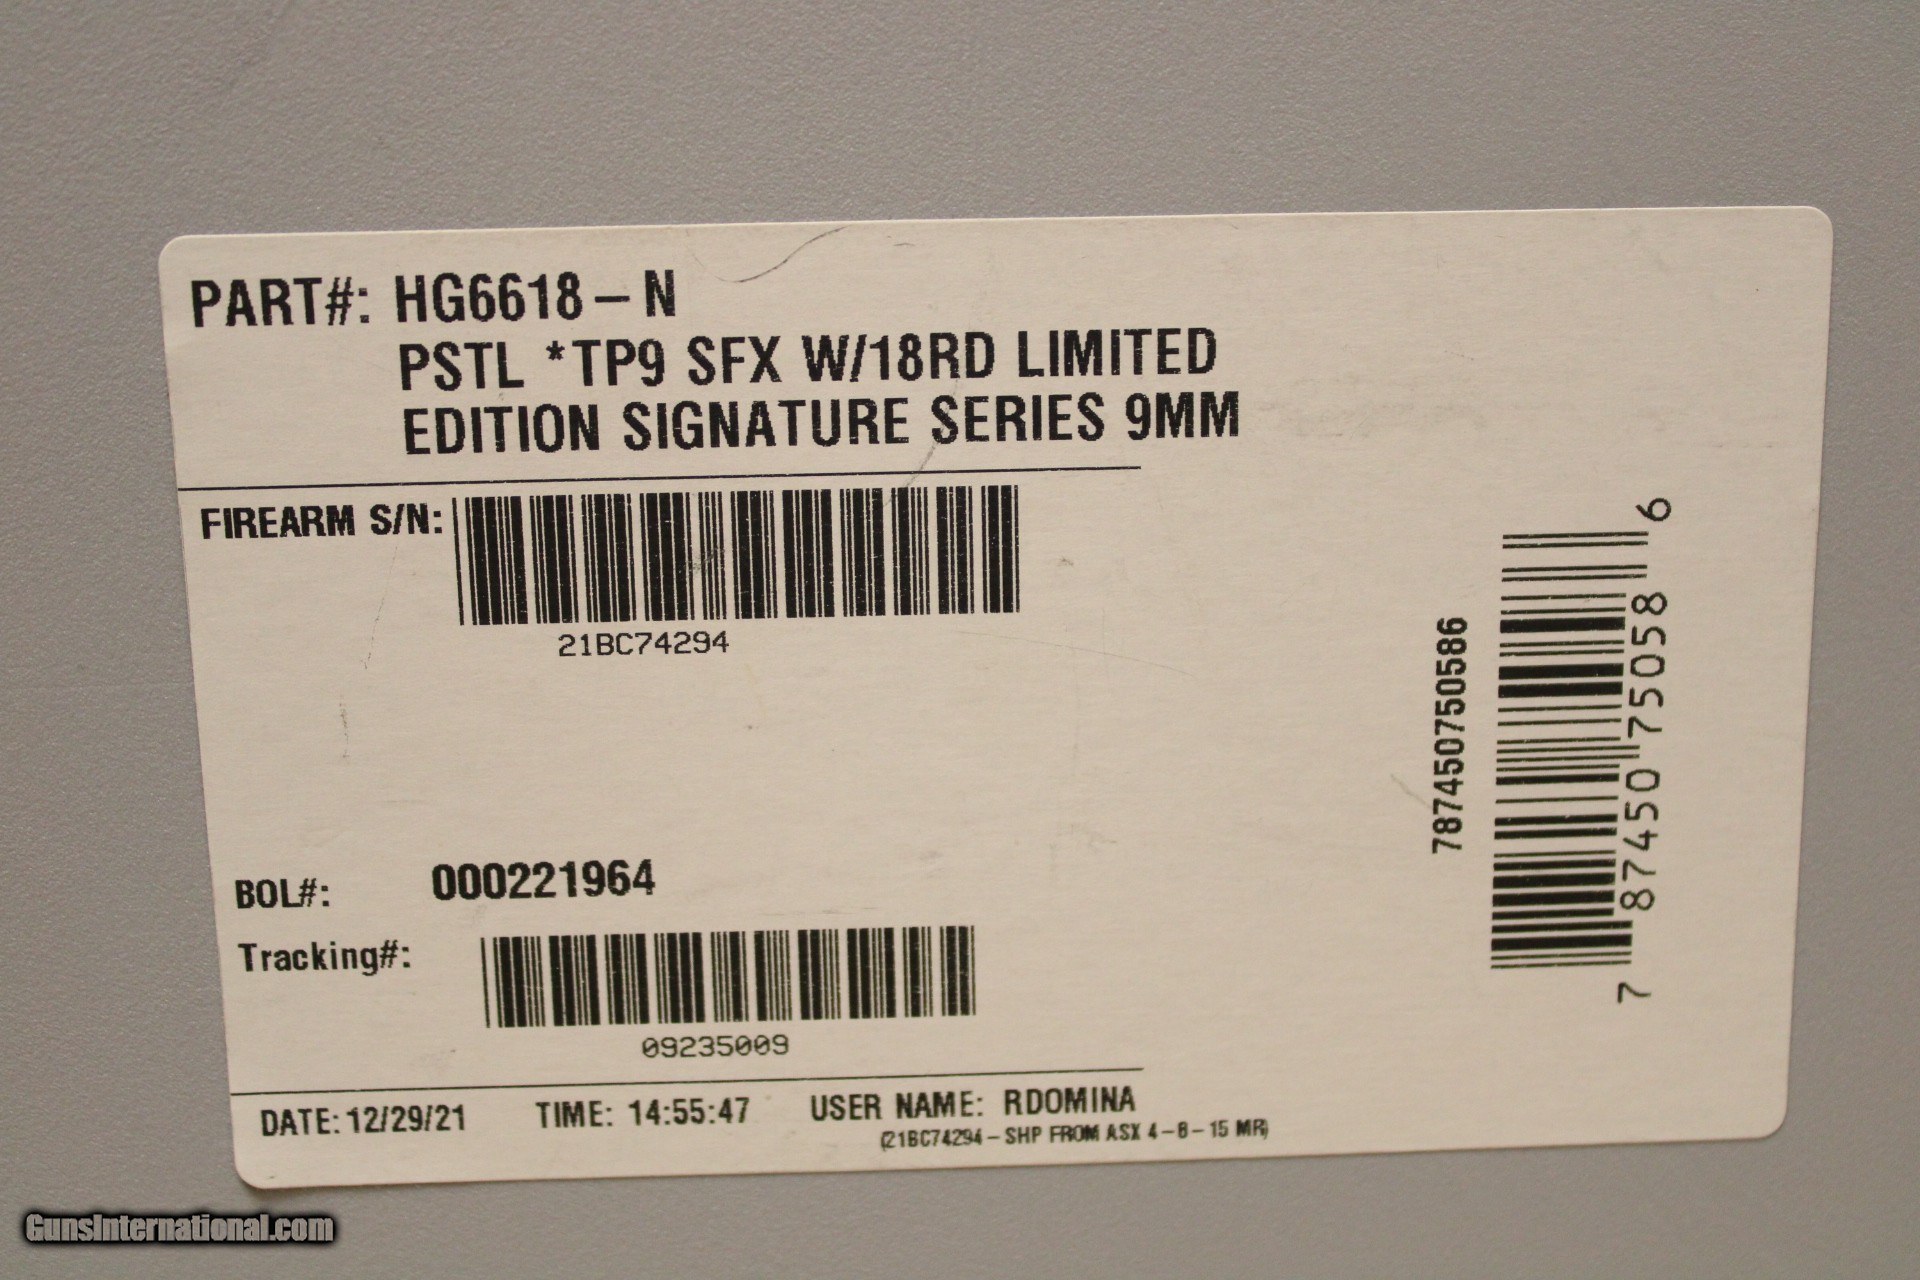 PART#: HG6618-N
PSTL *TP9 SFX W/18RD LIMITED
EDITION SIGNATURE SERIES 9MM
FIREARM S/N:
21BC74294
BOL#: 000221964
Tracking#:
09235009
DATE: 12/29/21 TIME: 14:55:47 USER NAME: RDOMINA
(21BC74294-SHP FROM ASX 4-6-15 MR)
787450750586
7 87450 75058 6
GunsInternational.com